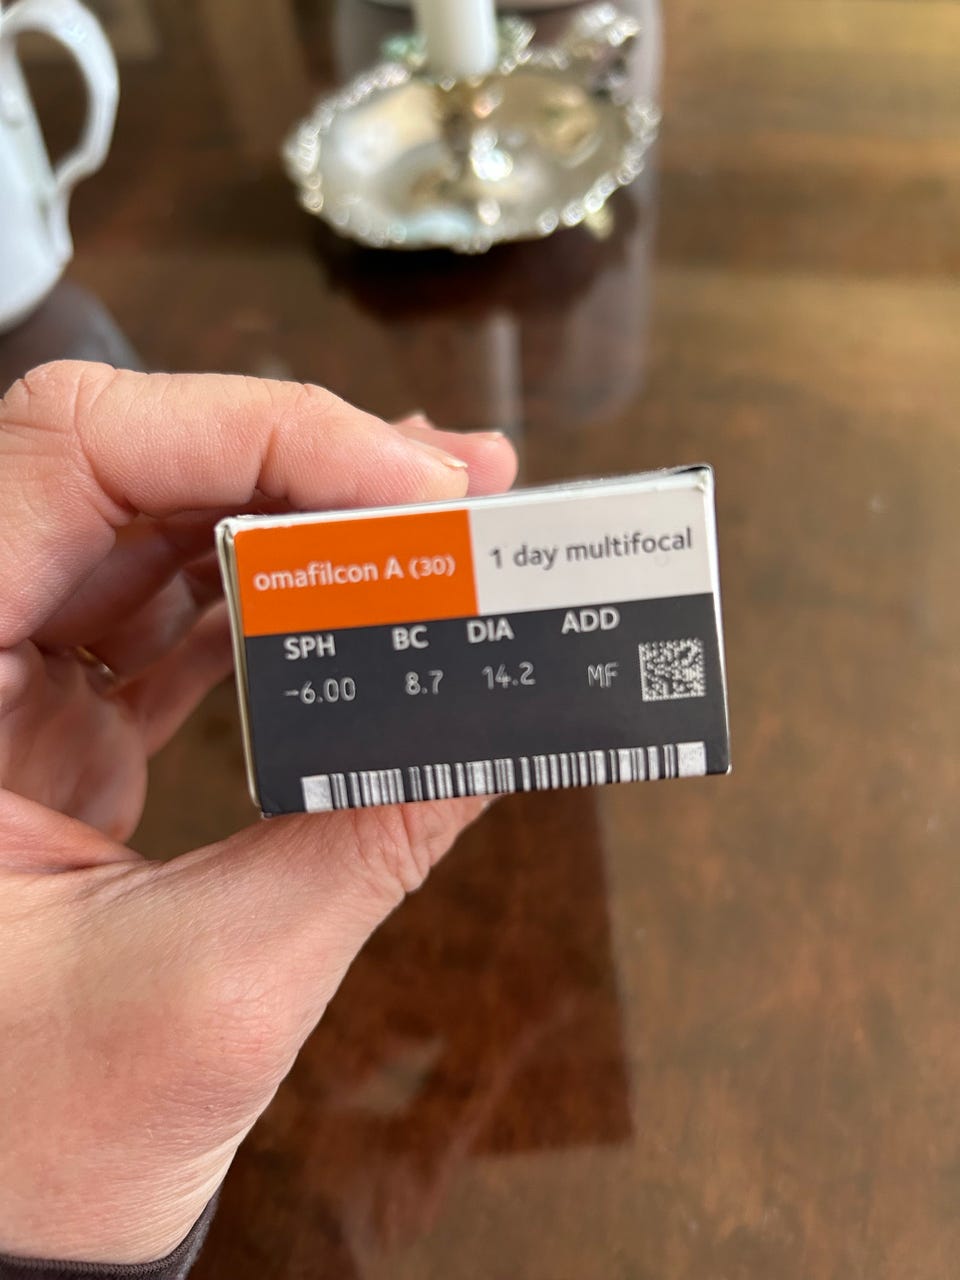 omafilcon A (30) 1 day multifocal
SPH BC DIA ADD
-6.00 8.7 14.2 MF